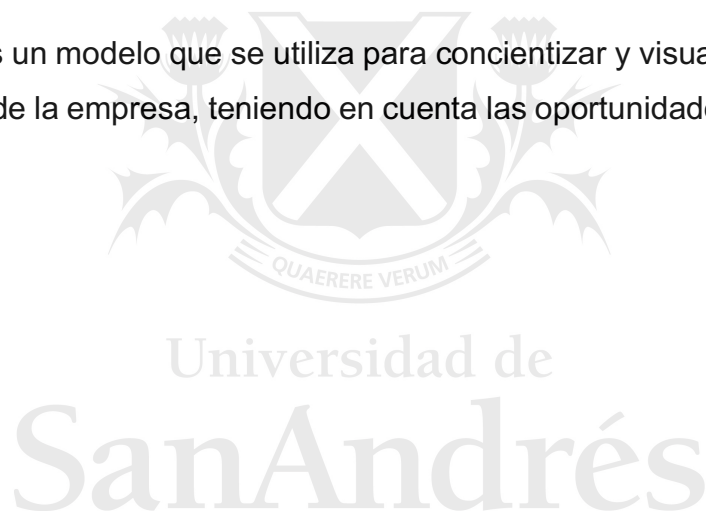 s un modelo que se utiliza para concientizar y visua
de la empresa, teniendo en cuenta las oportunidade
QUAERERE VERUM
Universidad de
SanAndrés